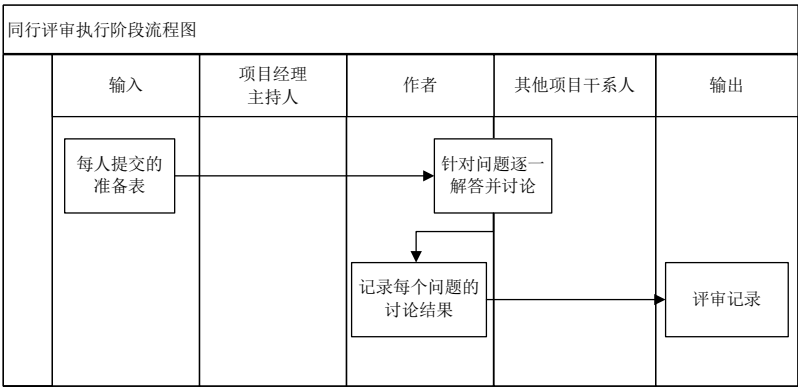 同行评审执行阶段流程图
输入
项目经理
主持人
作者
其他项目干系人
输出
每人提交的
准备表
针对问题逐一
解答并讨论
记录每个问题的
讨论结果
评审记录